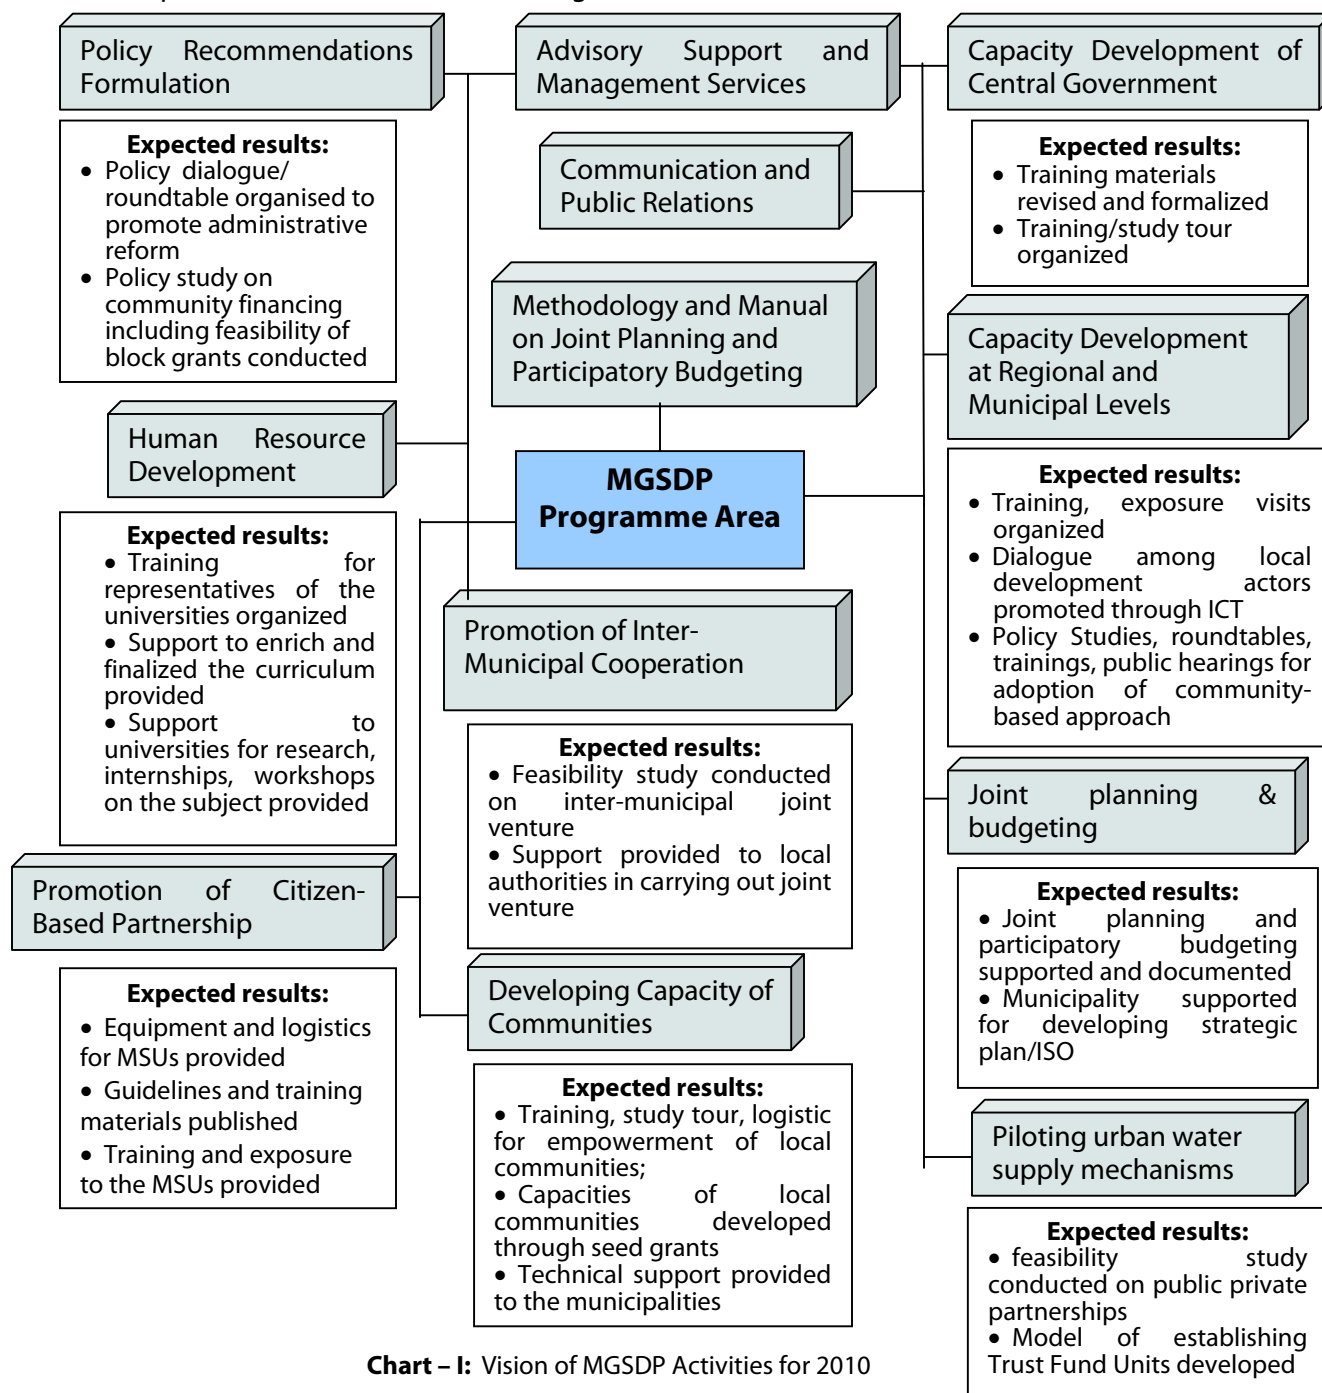 Policy Recommendations
Formulation
Expected results:
• Policy dialogue/
roundtable organised to
promote administrative
reform
• Policy study on
community financing
including feasibility of
block grants conducted
Human Resource
Development
Expected results:
• Training for
representatives of the
universities organized
• Support to enrich and
finalized the curriculum
provided
• Support to
universities for research,
internships, workshops
on the subject provided
Promotion of Citizen-
Based Partnership
Expected results:
• Equipment and logistics
for MSUs provided
• Guidelines and training
materials published
• Training and exposure
to the MSUs provided
Advisory Support and
Management Services
Communication and
Public Relations
Methodology and Manual
on Joint Planning and
Participatory Budgeting
MGSDP
Programme Area
Promotion of Inter-
Municipal Cooperation
Expected results:
• Feasibility study conducted
on inter-municipal joint
venture
• Support provided to local
authorities in carrying out joint
venture
Developing Capacity of
Communities
Expected results:
• Training, study tour, logistic
for empowerment of local
communities;
• Capacities of local
communities developed
through seed grants
• Technical support provided
to the municipalities
Capacity Development of
Central Government
Expected results:
• Training materials
revised and formalized
• Training/study tour
organized
Capacity Development
at Regional and
Municipal Levels
Expected results:
• Training, exposure visits
organized
• Dialogue among local
development actors
promoted through ICT
• Policy Studies, roundtables,
trainings, public hearings for
adoption of community-
based approach
Joint planning &
budgeting
Expected results:
• Joint planning and
participatory budgeting
supported and documented
• Municipality supported
for developing strategic
plan/ISO
Piloting urban water
supply mechanisms
Expected results:
• feasibility study
conducted on public private
partnerships
• Model of establishing
Trust Fund Units developed
Chart – I: Vision of MGSDP Activities for 2010